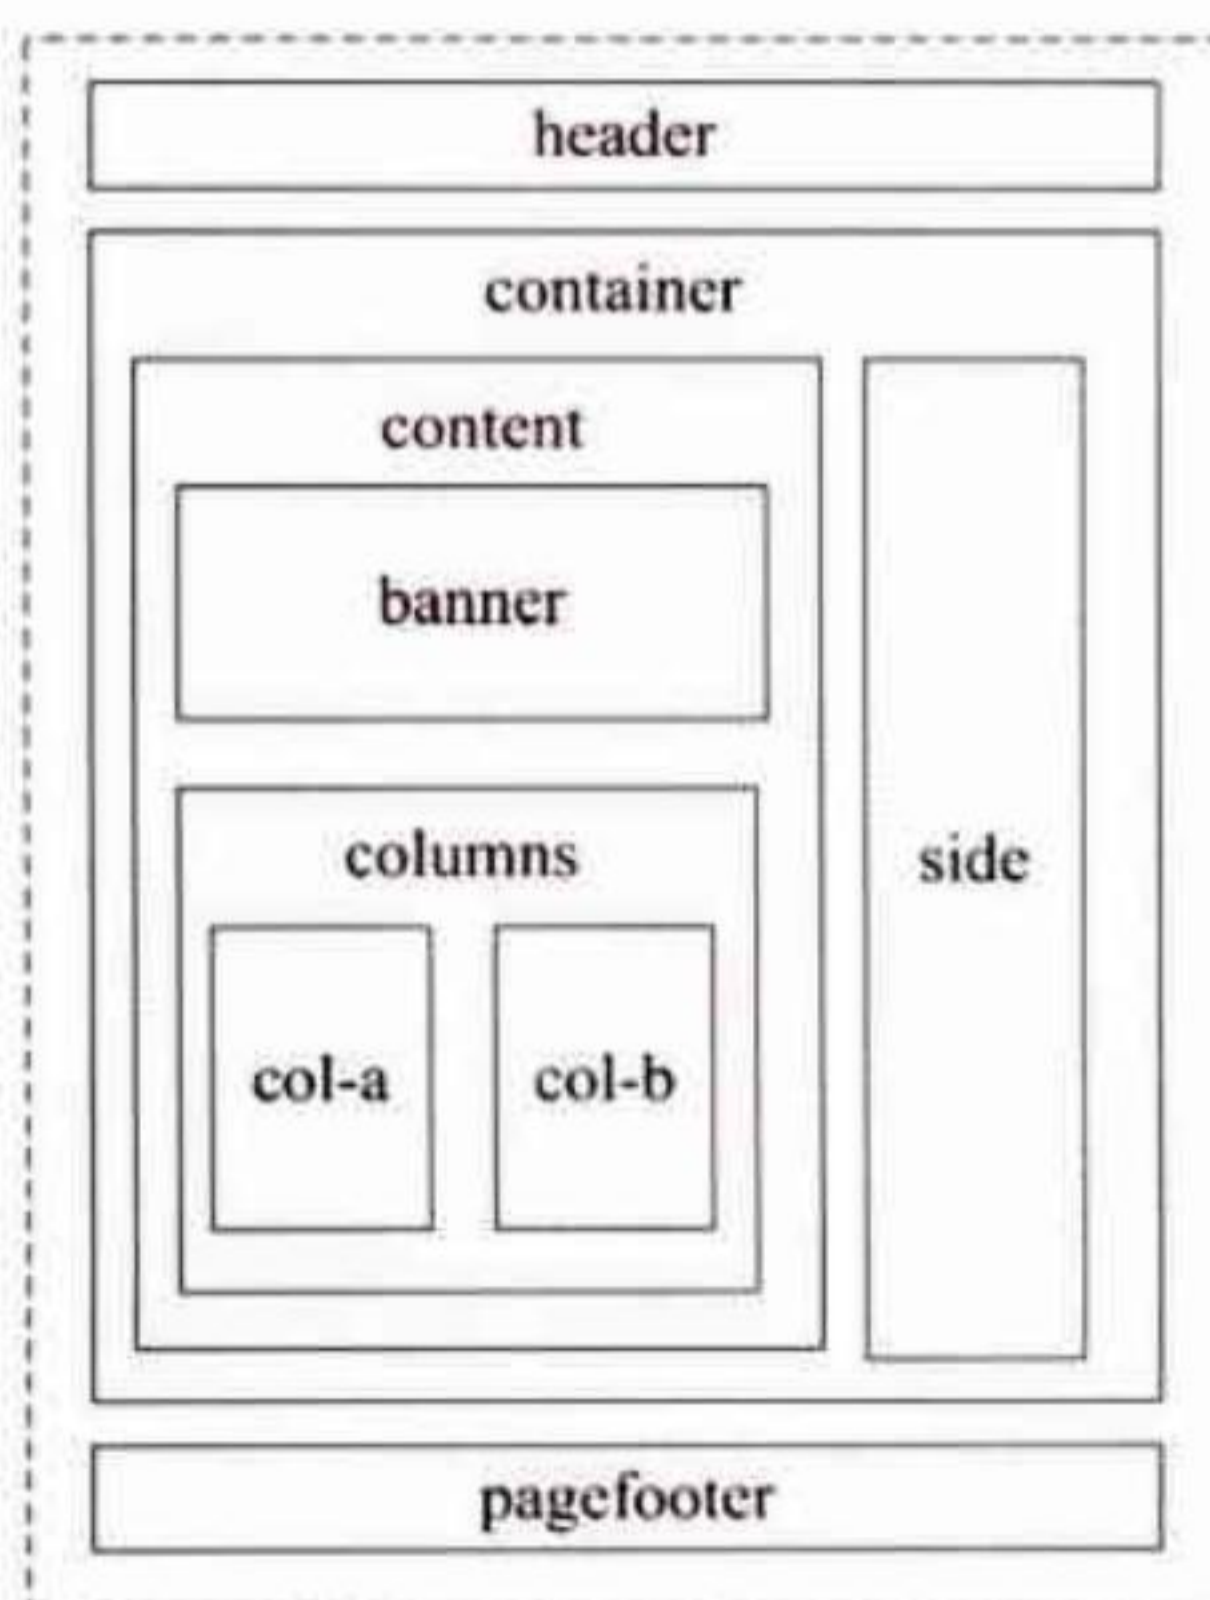 header
container
content
banner
columns
side
col-a
col-b
pagefooter